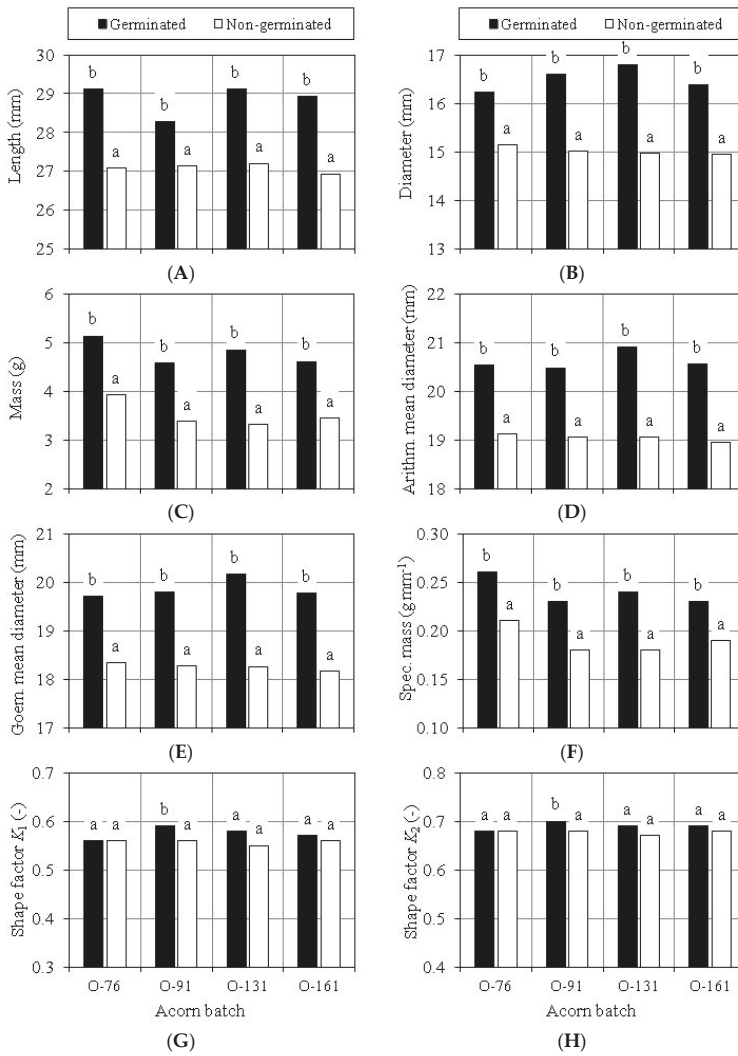 Germinated Non-germinated
Germinated Non-germinated
Length (mm)
30
29
28
27
26
25
b a b a b a b a
(A)
Diameter (mm)
17
16
15
14
13
b a b a b a b a
(B)
Mass (g)
6
5
4
3
2
b a b a b a b a
(C)
Arithm. mean diameter (mm)
22
21
20
19
18
b a b a b a b a
(D)
Goem. mean diameter (mm)
21
20
19
18
17
b a b a b a b a
(E)
Spec. mass (g mm-1)
0.30
0.25
0.20
0.15
0.10
b a b a b a b a
(F)
Shape factor K1 (-)
0.7
0.6
0.5
0.4
0.3
a a b a a a a a
O-76 O-91 O-131 O-161
Acorn batch
(G)
Shape factor K2 (-)
0.8
0.7
0.6
0.5
0.4
a a b a a a a a
O-76 O-91 O-131 O-161
Acorn batch
(H)